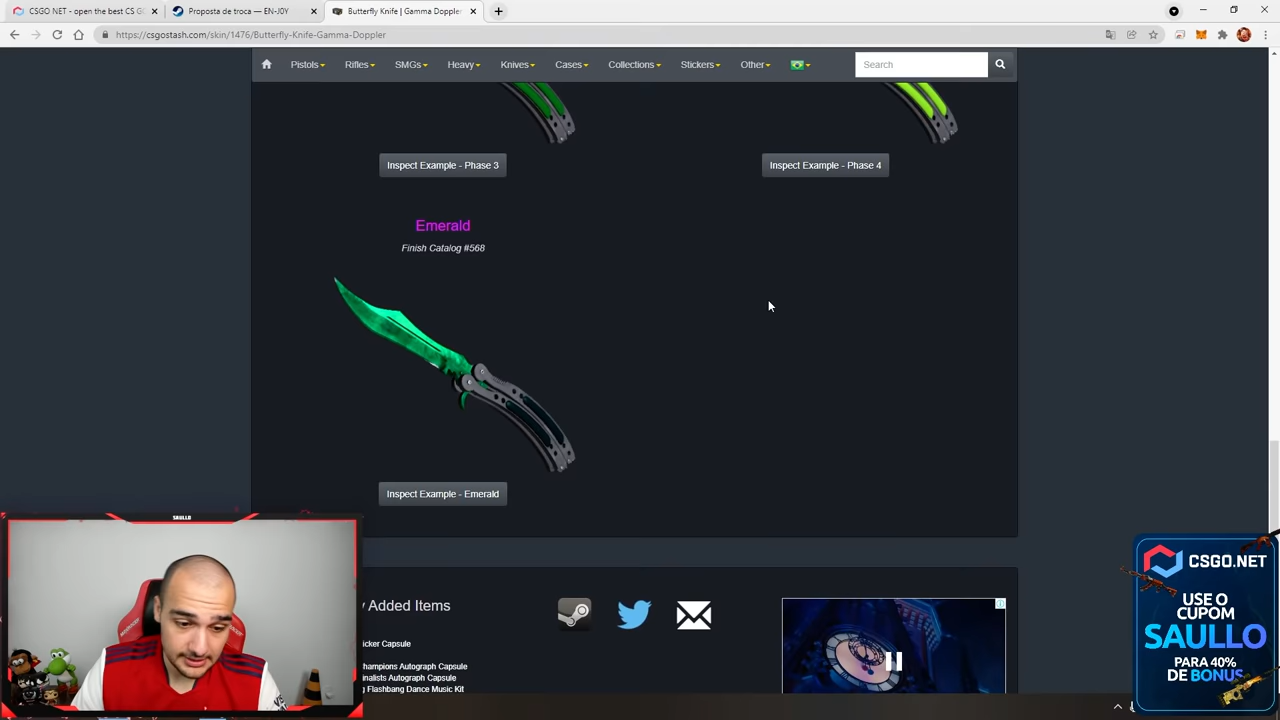 CSGO NET - open the best CS GO
Proposta de troca — EN-J0Y
Butterfly Knife | Gamma Doppler
https://csgostash.com/skin/1476/Butterfly-Knife-Gamma-Doppler
Pistols Rifles SMGs Heavy Knives Cases Collections Stickers Other Search
Inspect Example - Phase 3
Inspect Example - Phase 4
Emerald
Finish Catalog #568
Inspect Example - Emerald
SAULLO
Added Items
icker Capsule
hampions Autograph Capsule
inalists Autograph Capsule
Flashbang Dance Music Kit
CSGO.NET
USE O
CUPOM
SAULLO
PARA 40%
DE BONUS